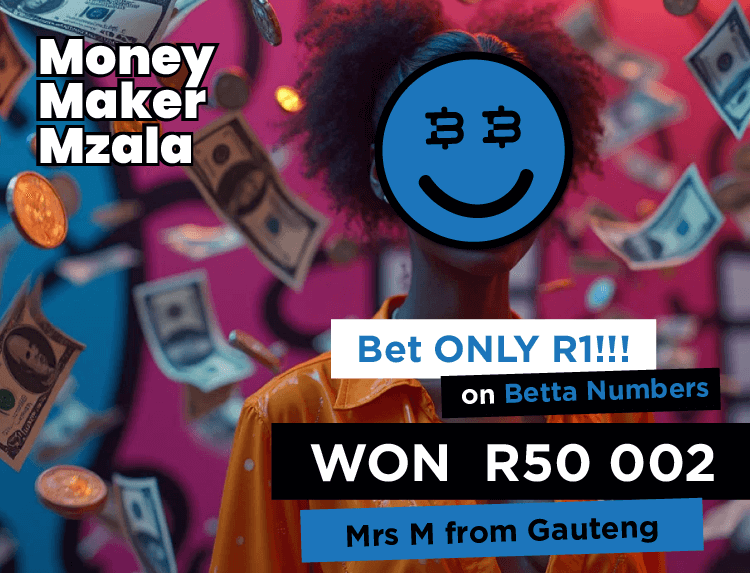 Money
Maker
Mzala
Bet ONLY R1!!!
on Betta Numbers
WON R50 002
Mrs M from Gauteng